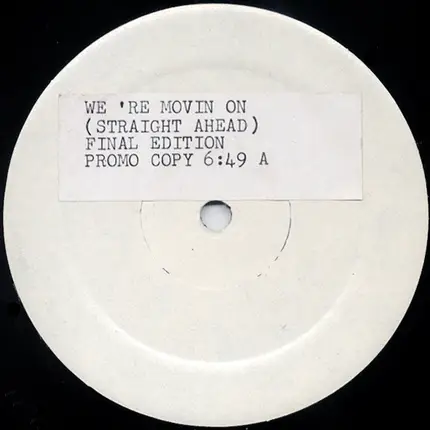 WE 'RE MOVIN ON
(STRAIGHT AHEAD)
FINAL EDITION
PROMO COPY 6:49 A